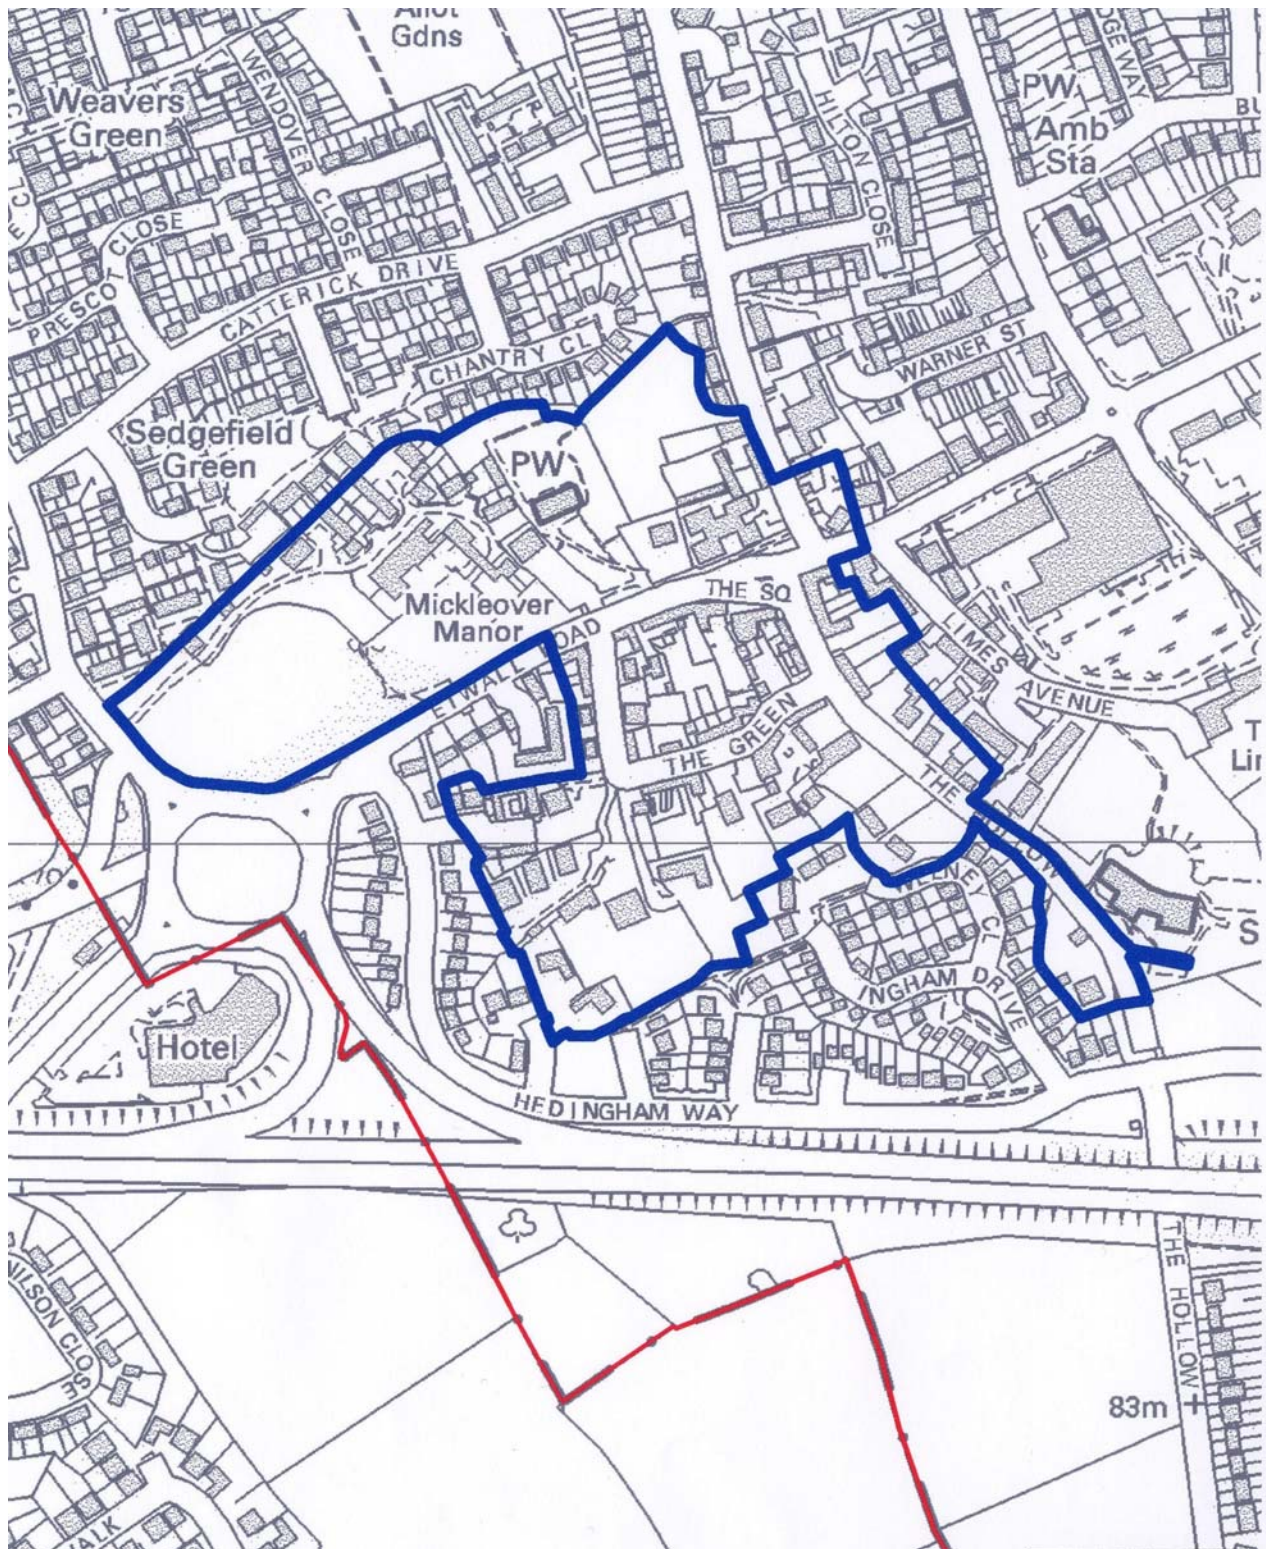 Allot
Gdns
Weavers
Green
WENDOVER CLOSE
HILTON CLOSE
PW
Amb
Sta
PRESCOT CLOSE
CATTERICK DRIVE
CHANTRY CL
WARNER ST
Sedgefield
Green
PW
Mickleover
Manor
THE SQ
LIMES AVENUE
THE GREEN
THE
INGHAM DRIVE
CL
Hotel
HEDINGHAM WAY
THE HOLLOW
83m